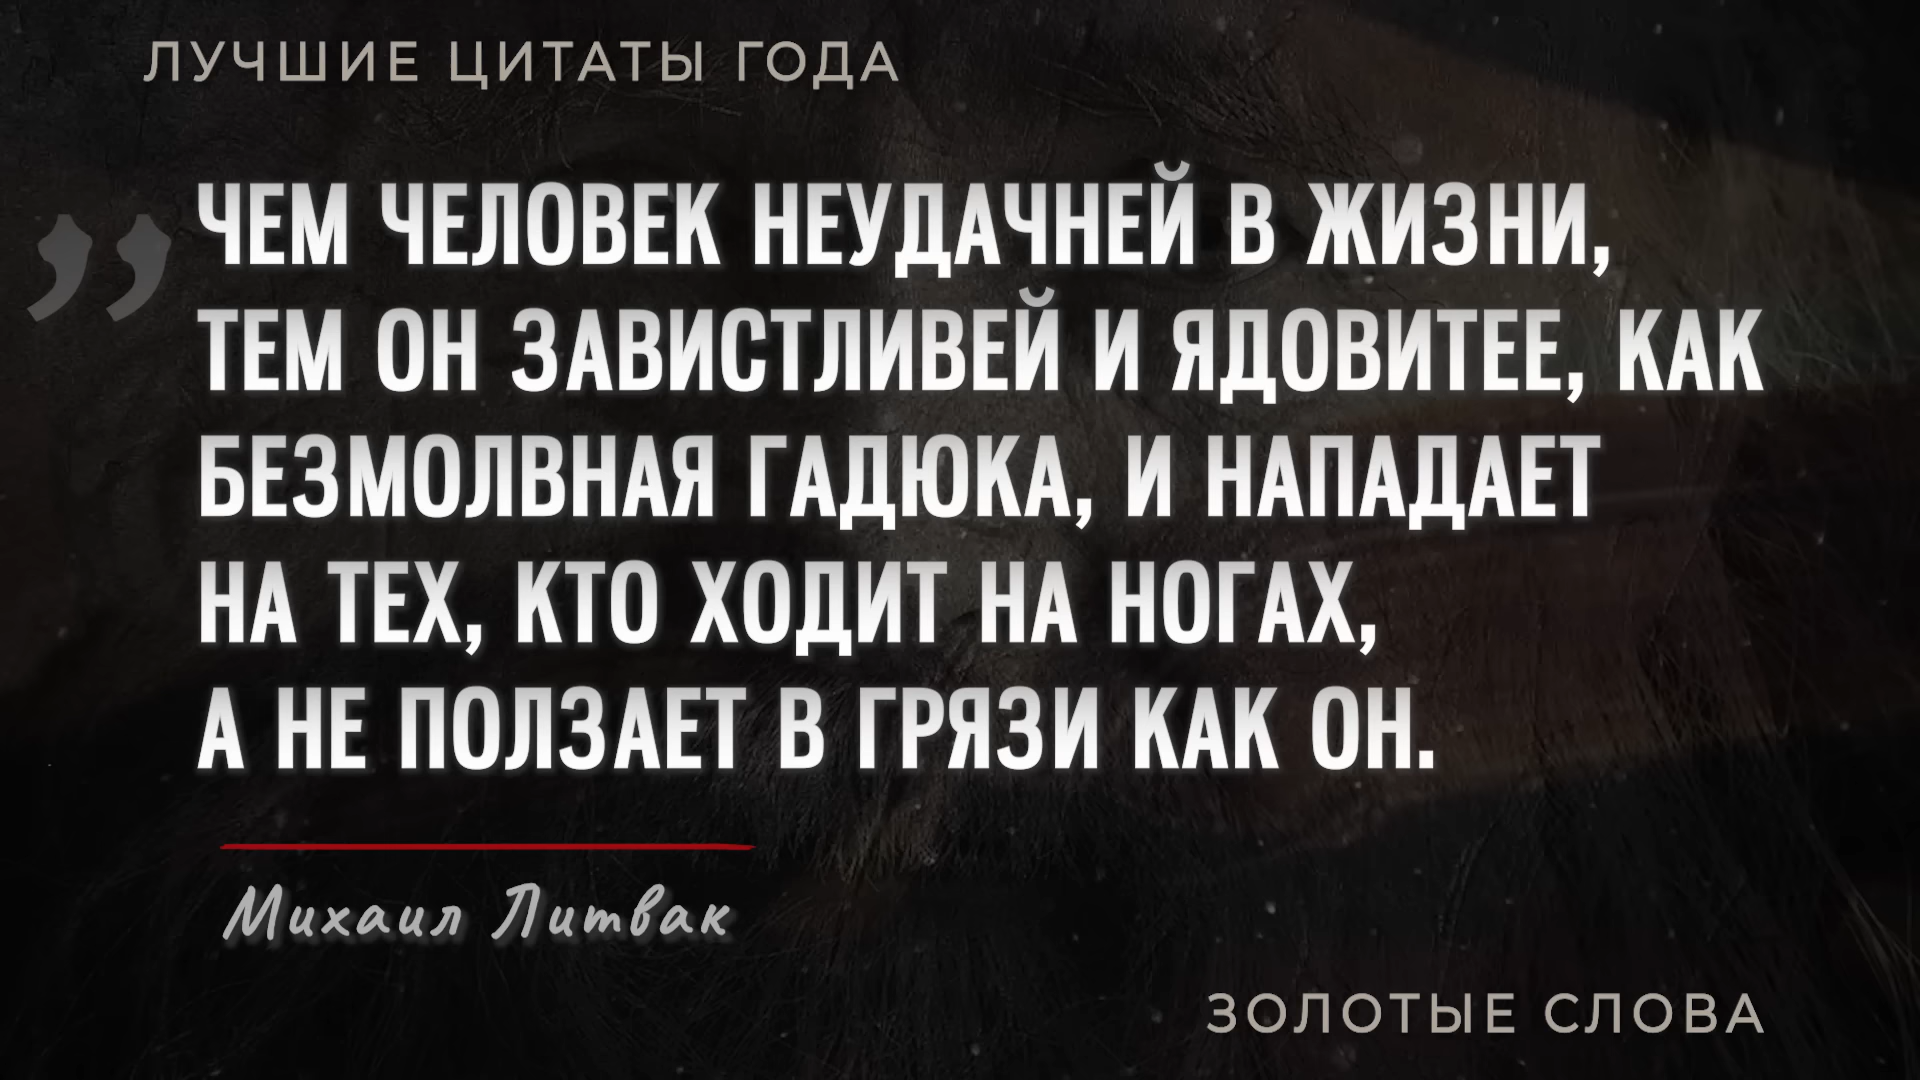 ЛУЧШИЕ ЦИТАТЫ ГОДА
” ЧЕМ ЧЕЛОВЕК НЕУДАЧНЕЙ В ЖИЗНИ,
ТЕМ ОН ЗАВИСТЛИВЕЙ И ЯДОВИТЕЕ, КАК
БЕЗМОЛВНАЯ ГАДЮКА, И НАПАДАЕТ
НА ТЕХ, КТО ХОДИТ НА НОГАХ,
А НЕ ПОЛЗАЕТ В ГРЯЗИ КАК ОН.
Михаил Литвак
ЗОЛОТЫЕ СЛОВА